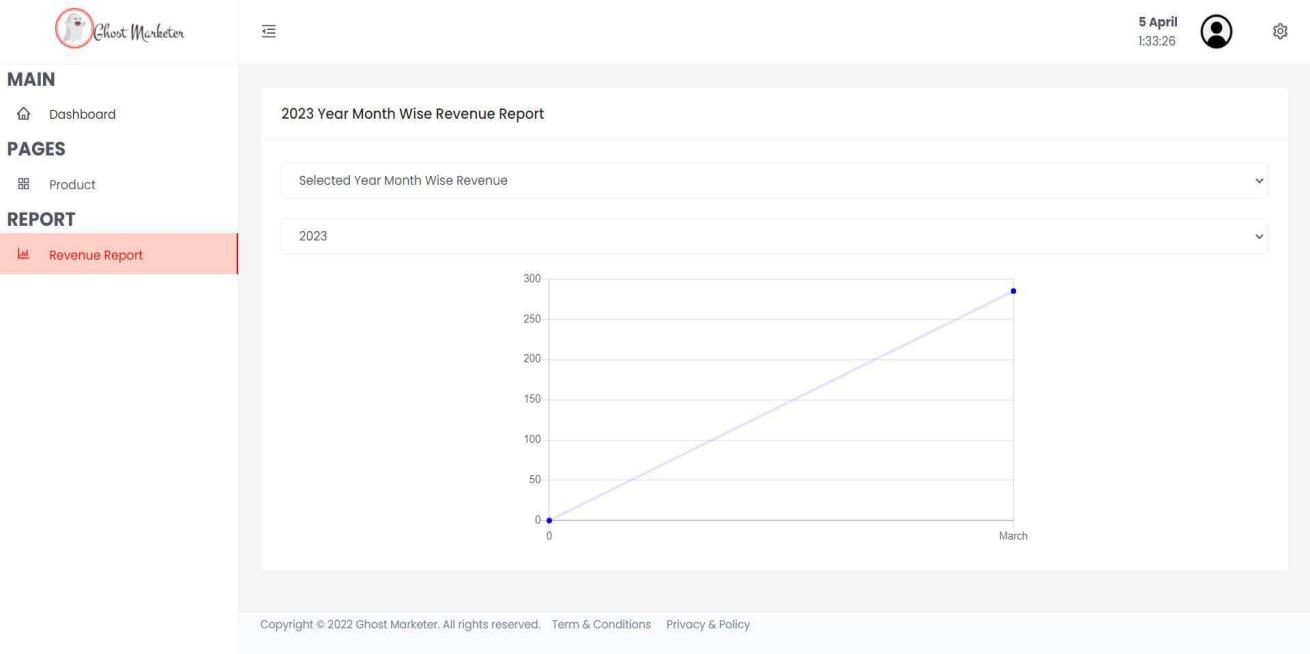 Ghost Marketer
5 April
1:33:26
MAIN
Dashboard
PAGES
Product
REPORT
Revenue Report
2023 Year Month Wise Revenue Report
Selected Year Month Wise Revenue
2023
300
250
200
150
100
50
0
0 March
Copyright © 2022 Ghost Marketer. All rights reserved. Term & Conditions Privacy & Policy